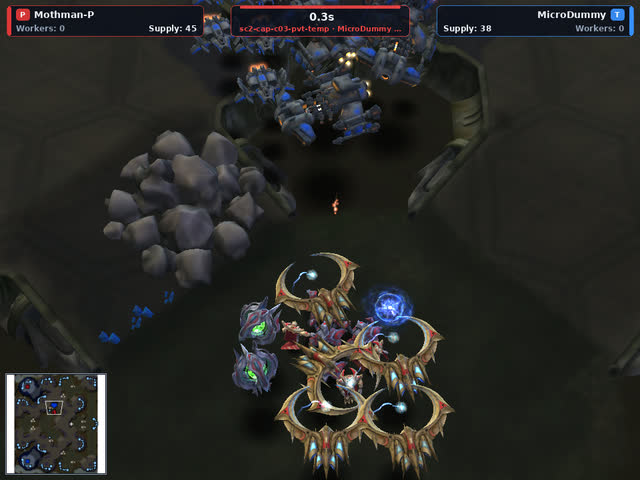 P Mothman-P
Workers: 0 Supply: 45
0.3s
sc2-cap-c03-pvt-temp · MicroDummy ...
MicroDummy T
Supply: 38 Workers: 0